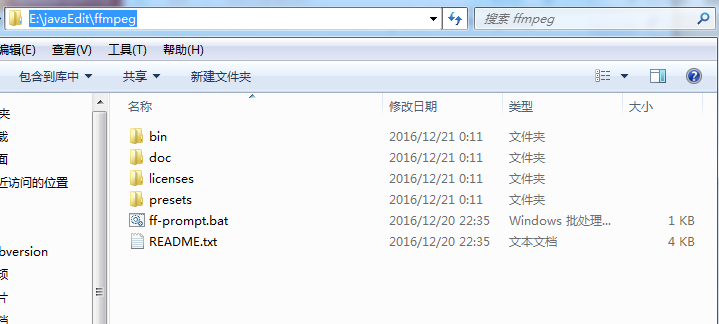 E:\javaEdit\ffmpeg
搜索 ffmpeg
编辑(E) 查看(V) 工具(T) 帮助(H)
包含到库中 共享 新建文件夹
名称 修改日期 类型 大小
夹
bin 2016/12/21 0:11 文件夹
载
doc 2016/12/21 0:11 文件夹
面
licenses 2016/12/21 0:11 文件夹
近访问的位置
presets 2016/12/21 0:11 文件夹
ff-prompt.bat 2016/12/20 22:35 Windows 批处理... 1 KB
README.txt 2016/12/20 22:35 文本文档 4 KB
bversion
频
片
档